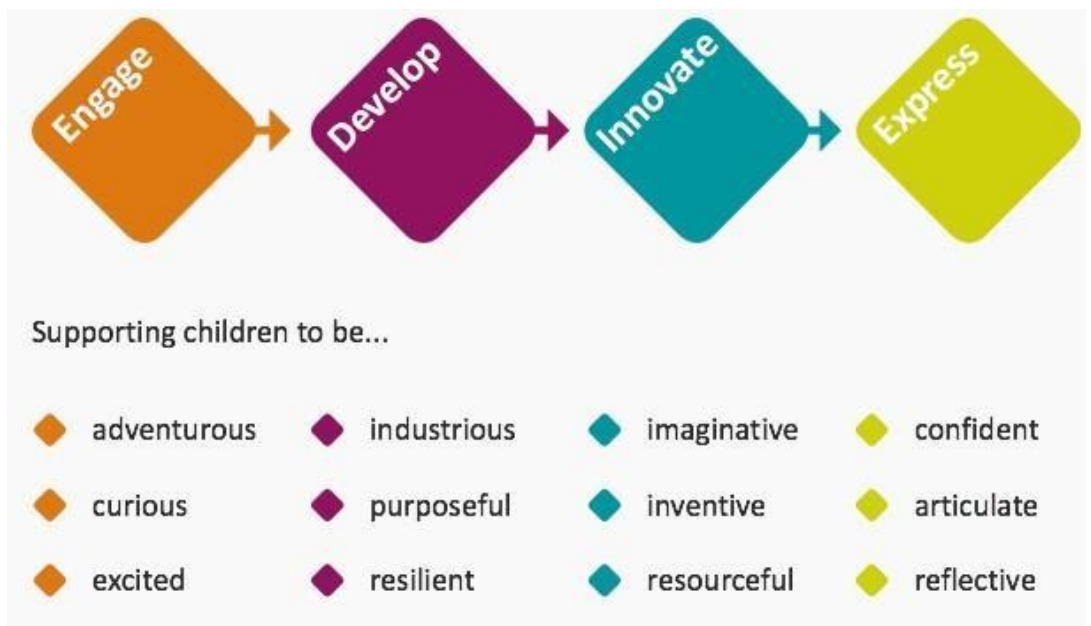 Engage
Develop
Innovate
Express
Supporting children to be...
adventurous industrious imaginative confident
curious purposeful inventive articulate
excited resilient resourceful reflective